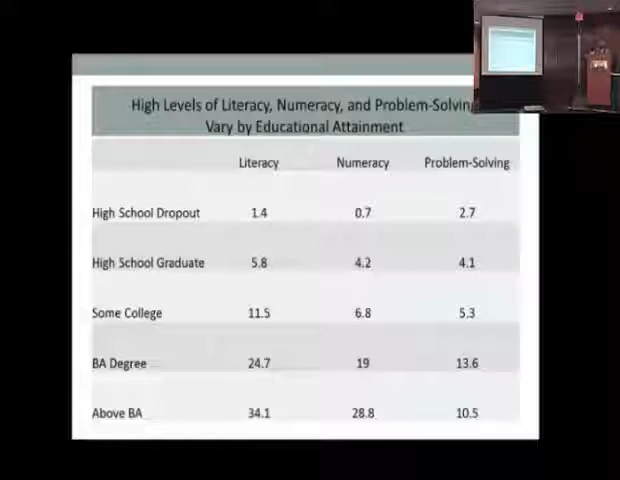 High Levels of Literacy, Numeracy, and Problem-Solving
Vary by Educational Attainment
Literacy Numeracy Problem-Solving
High School Dropout 1.4 0.7 2.7
High School Graduate 5.8 4.2 4.1
Some College 11.5 6.8 5.3
BA Degree 24.7 19 13.6
Above BA 34.1 28.8 10.5